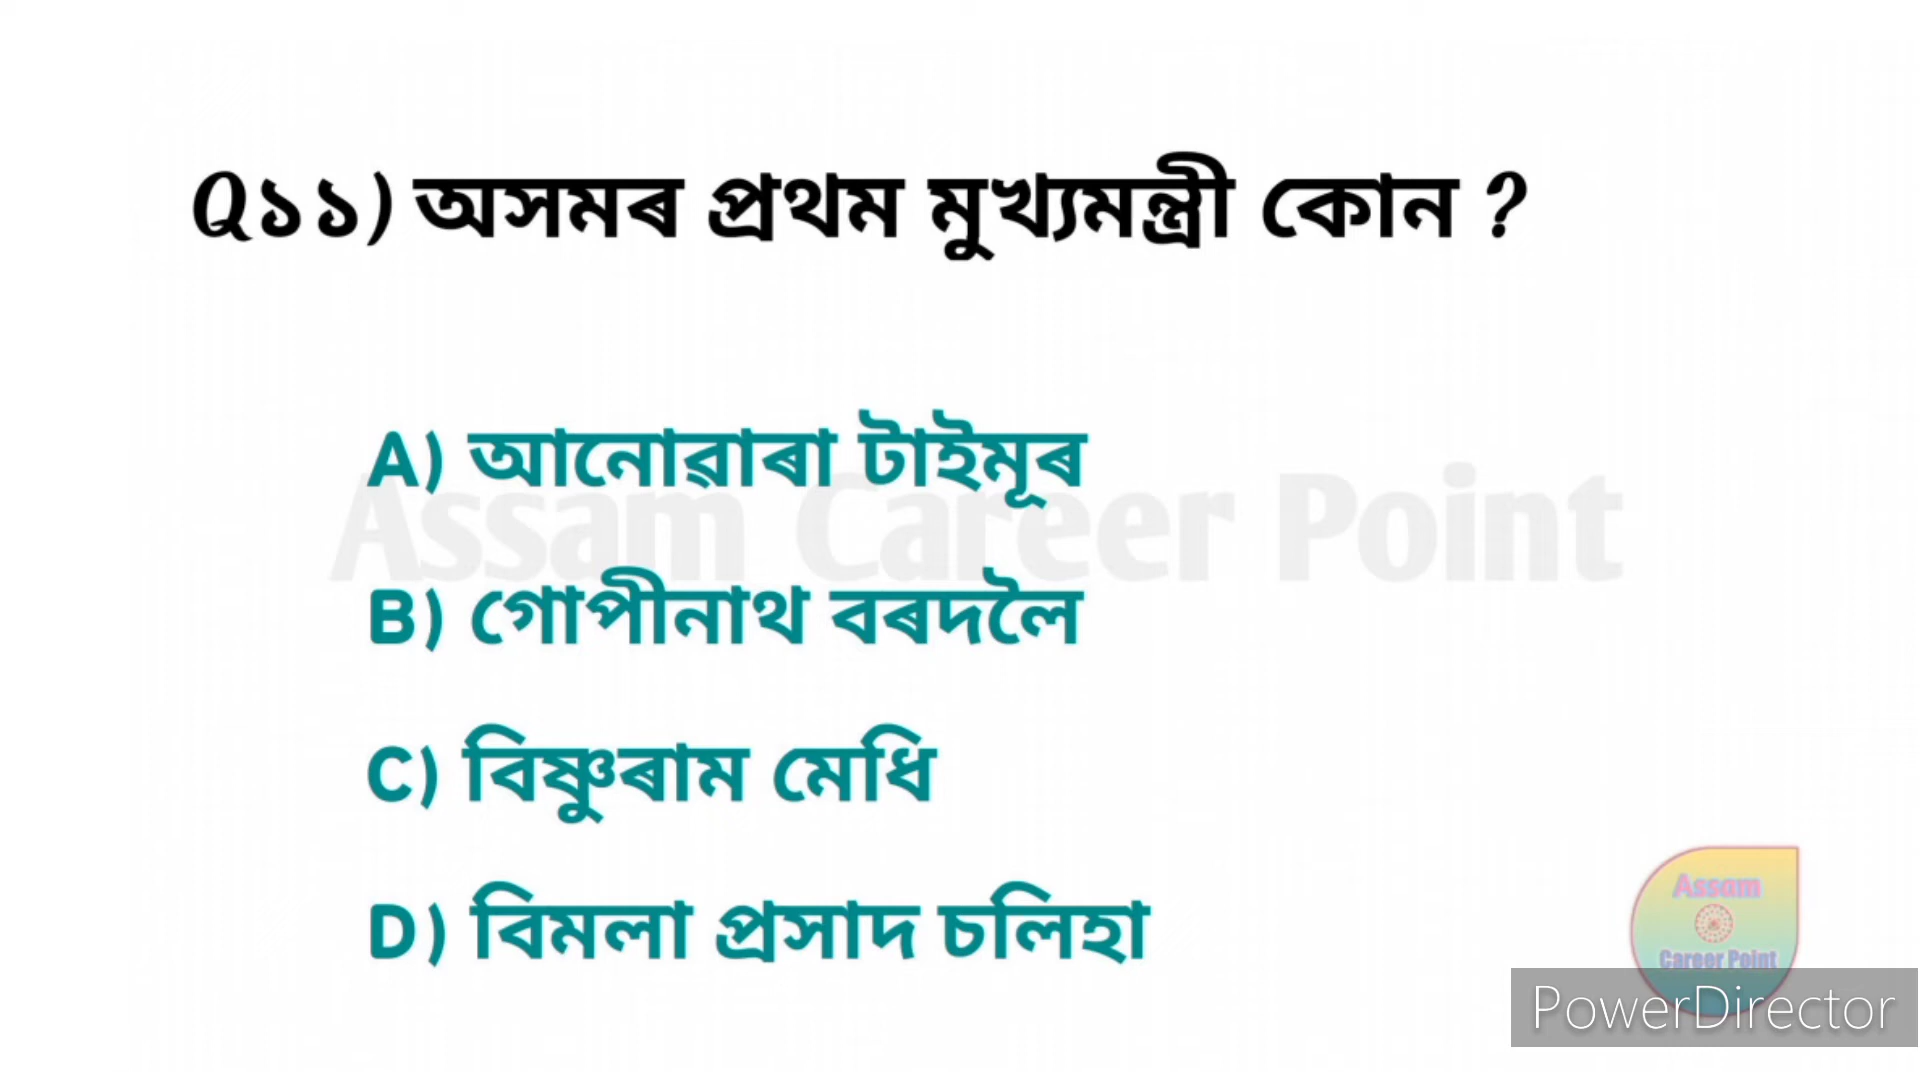 Q১১) অসমৰ প্ৰথম মুখ্যমন্ত্ৰী কোন ?
A) আনোৱাৰা টাইমূৰ
Assam Career Point
B) গোপীনাথ বৰদলৈ
C) বিষ্ণুৰাম মেধি
D) বিমলা প্ৰসাদ চলিহা
Assam
Career Point
PowerDirector